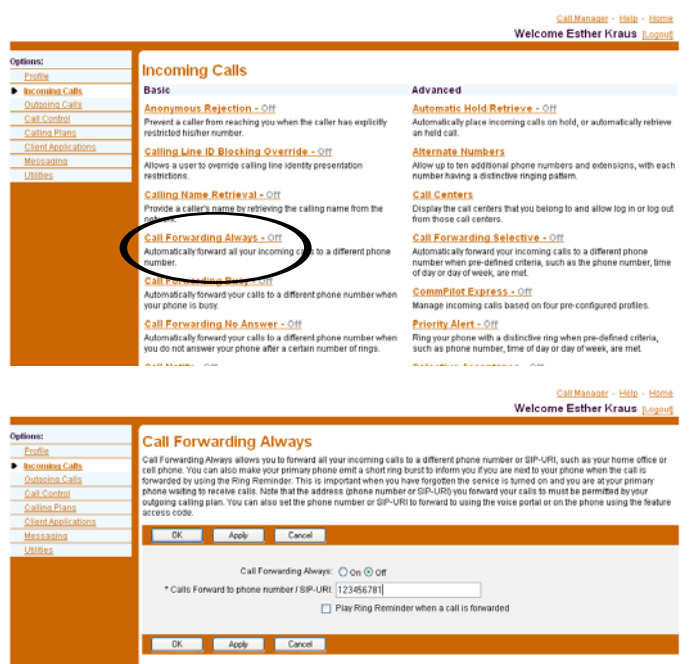 Call Manager - Help - Home
Welcome Esther Kraus [Logout]
Options:
Profile
Incoming Calls
Outgoing Calls
Call Control
Calling Plans
Client Applications
Messaging
Utilities
Incoming Calls
Basic
Anonymous Rejection - Off
Prevent a caller from reaching you when the caller has explicitly
restricted his/her number.
Calling Line ID Blocking Override - Off
Allows a user to override calling line identity presentation
restrictions.
Calling Name Retrieval - Off
Provide a caller's name by retrieving the calling name from the
network.
Call Forwarding Always - Off
Automatically forward all your incoming calls to a different phone
number.
Call Forwarding Busy - Off
Automatically forward your calls to a different phone number when
your phone is busy.
Call Forwarding No Answer - Off
Automatically forward your calls to a different phone number when
you do not answer your phone after a certain number of rings.
Call Notify - Off
Advanced
Automatic Hold/Retrieve - Off
Automatically place incoming calls on hold, or automatically retrieve
an held call.
Alternate Numbers
Allow up to ten additional phone numbers and extensions, with each
number having a distinctive ringing pattern.
Call Centers
Display the call centers that you belong to and allow log in or log out
from those call centers.
Call Forwarding Selective - Off
Automatically forward your incoming calls to a different phone
number when pre-defined criteria, such as the phone number, time
of day or day of week, are met.
CommPilot Express - Off
Manage incoming calls based on four pre-configured profiles.
Priority Alert - Off
Ring your phone with a distinctive ring when pre-defined criteria,
such as phone number, time of day or day of week, are met.
Selective Acceptance - Off
Call Manager - Help - Home
Welcome Esther Kraus [Logout]
Options:
Profile
Incoming Calls
Outgoing Calls
Call Control
Calling Plans
Client Applications
Messaging
Utilities
Call Forwarding Always
Call Forwarding Always allows you to forward all your incoming calls to a different phone number or SIP-URI, such as your home office or
cell phone. You can also make your primary phone emit a short ring burst to inform you if you are next to your phone when the call is
forwarded by using the Ring Reminder. This is important when you have forgotten the service is turned on and you are at your primary
phone waiting to receive calls. Note that the address (phone number or SIP-URI) you forward your calls to must be permitted by your
outgoing calling plan. You can also set the phone number or SIP-URI to forward to using the voice portal or on the phone using the feature
access code.
OK Apply Cancel
Call Forwarding Always: On Off
* Calls Forward to phone number / SIP-URI: 123456781
Play Ring Reminder when a call is forwarded
OK Apply Cancel